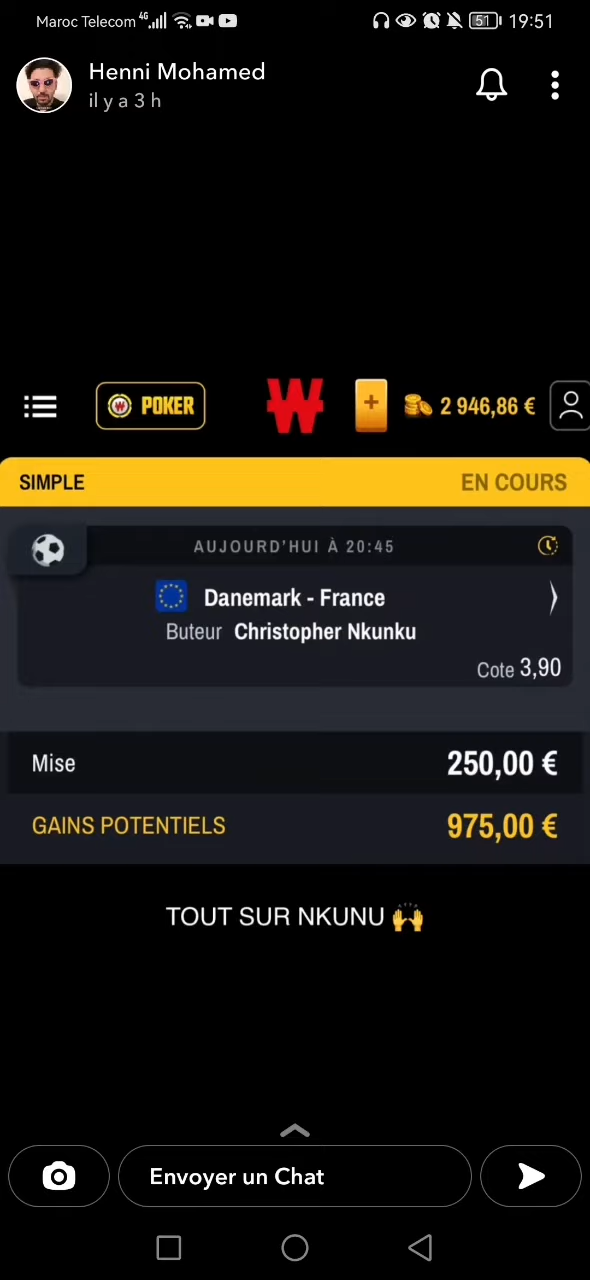 Maroc Telecom 4G 51 19:51
Henni Mohamed
il y a 3 h
POKER W 2 946,86 €
SIMPLE EN COURS
AUJOURD'HUI À 20:45
Danemark - France
Buteur Christopher Nkunku
Cote 3,90
Mise 250,00 €
GAINS POTENTIELS 975,00 €
TOUT SUR NKUNU 🙌
Envoyer un Chat